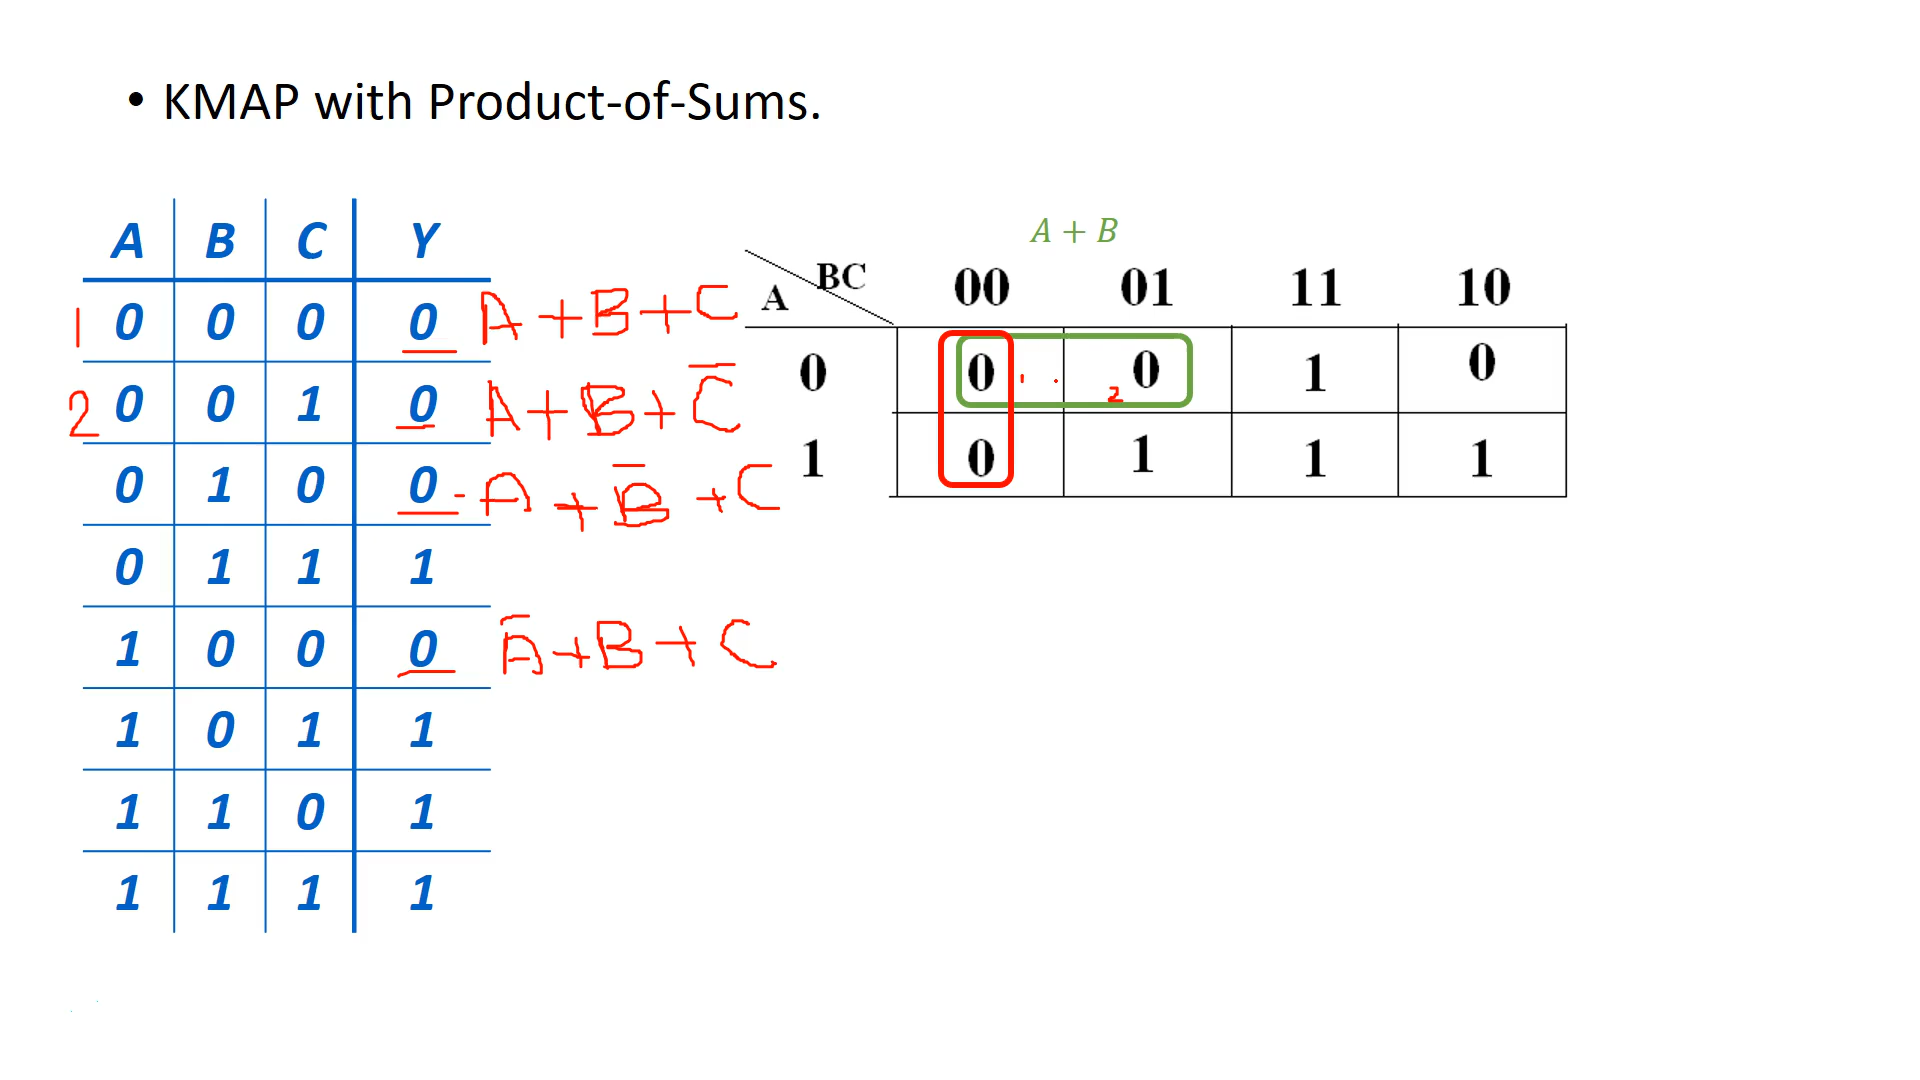 • KMAP with Product-of-Sums.
A B C Y
1 0 0 0 0 A + B + C
2 0 0 1 0 A + B + C̅
0 1 0 0 - A + B̅ + C
0 1 1 1
1 0 0 0 A̅ + B + C
1 0 1 1
1 1 0 1
1 1 1 1
A + B
A BC 00 01 11 10
0 0 1 0 2 1 0
1 0 1 1 1